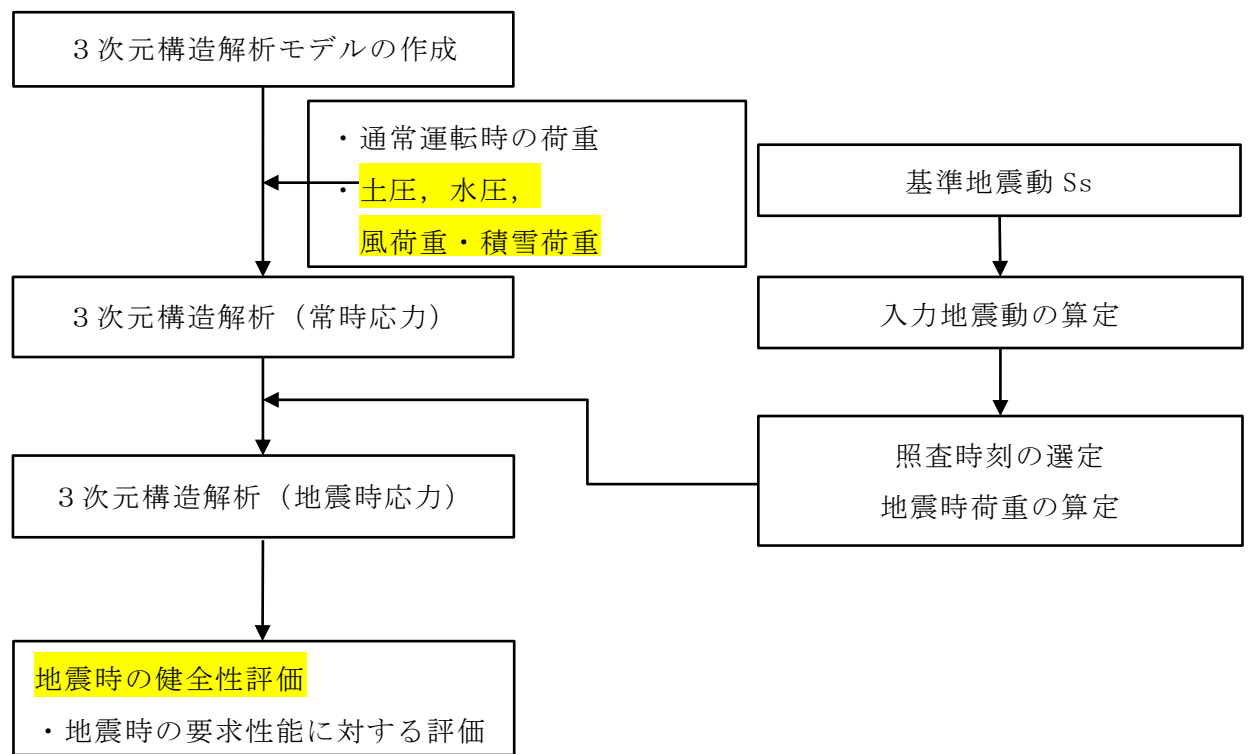 ３次元構造解析モデルの作成
・通常運転時の荷重
・土圧，水圧，
風荷重・積雪荷重
３次元構造解析（常時応力）
３次元構造解析（地震時応力）
地震時の健全性評価
・地震時の要求性能に対する評価
基準地震動 Ss
入力地震動の算定
照査時刻の選定
地震時荷重の算定